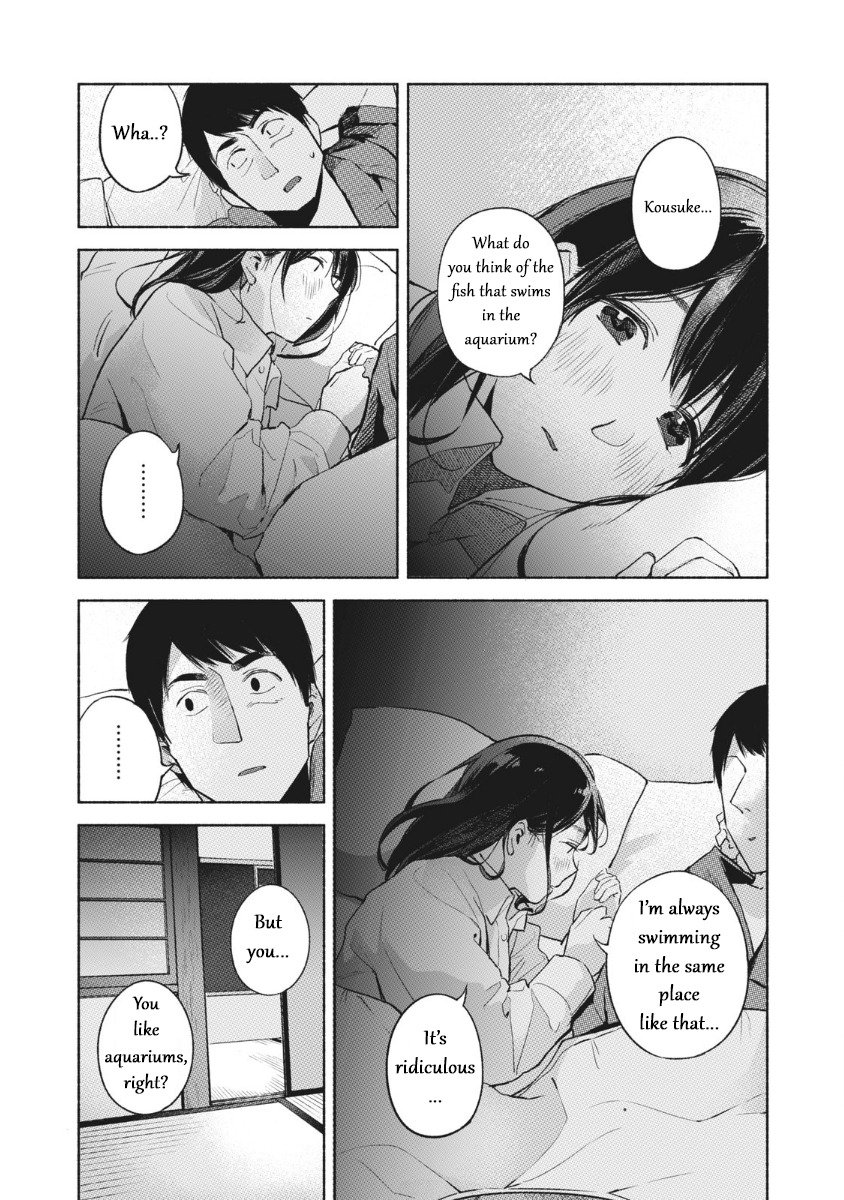 Kousuke...
What do
you think of the
fish that swims
in the
aquarium?
Wha..?
.........
I'm always
swimming
in the same
place
like that...
It's
ridiculous
...
.........
But
you...
You
like
aquariums,
right?